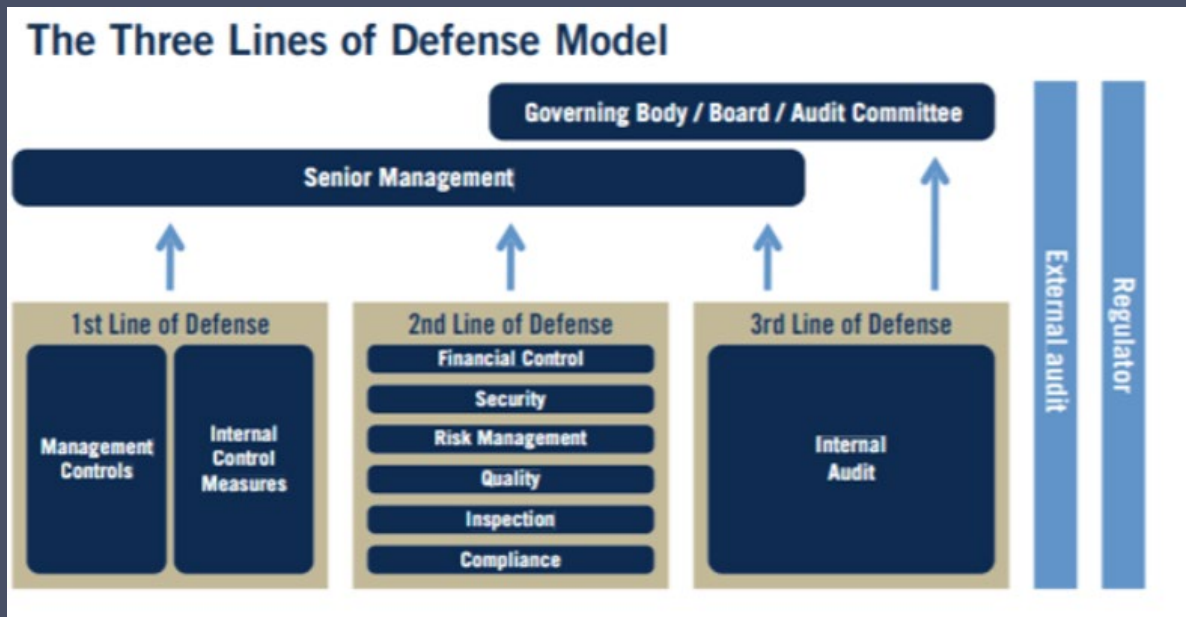 The Three Lines of Defense Model
Governing Body / Board / Audit Committee
Senior Management
1st Line of Defense
Management
Controls
Internal
Control
Measures
2nd Line of Defense
Financial Control
Security
Risk Management
Quality
Inspection
Compliance
3rd Line of Defense
Internal
Audit
External audit
Regulator